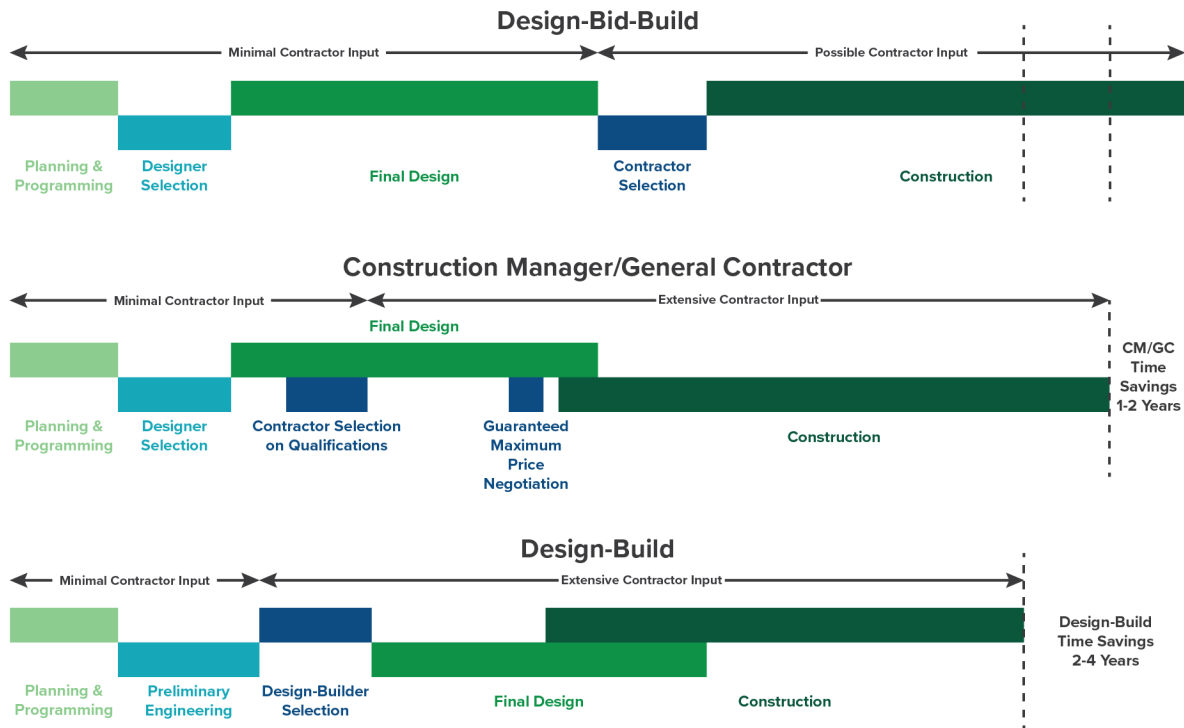 Design-Bid-Build
Minimal Contractor Input
Possible Contractor Input
Planning &
Programming
Designer
Selection
Final Design
Contractor
Selection
Construction
Construction Manager/General Contractor
Minimal Contractor Input
Extensive Contractor Input
Final Design
CM/GC
Time
Savings
1-2 Years
Planning &
Programming
Designer
Selection
Contractor Selection
on Qualifications
Guaranteed
Maximum
Price
Negotiation
Construction
Design-Build
Minimal Contractor Input
Extensive Contractor Input
Design-Build
Time Savings
2-4 Years
Planning &
Programming
Preliminary
Engineering
Design-Builder
Selection
Final Design
Construction